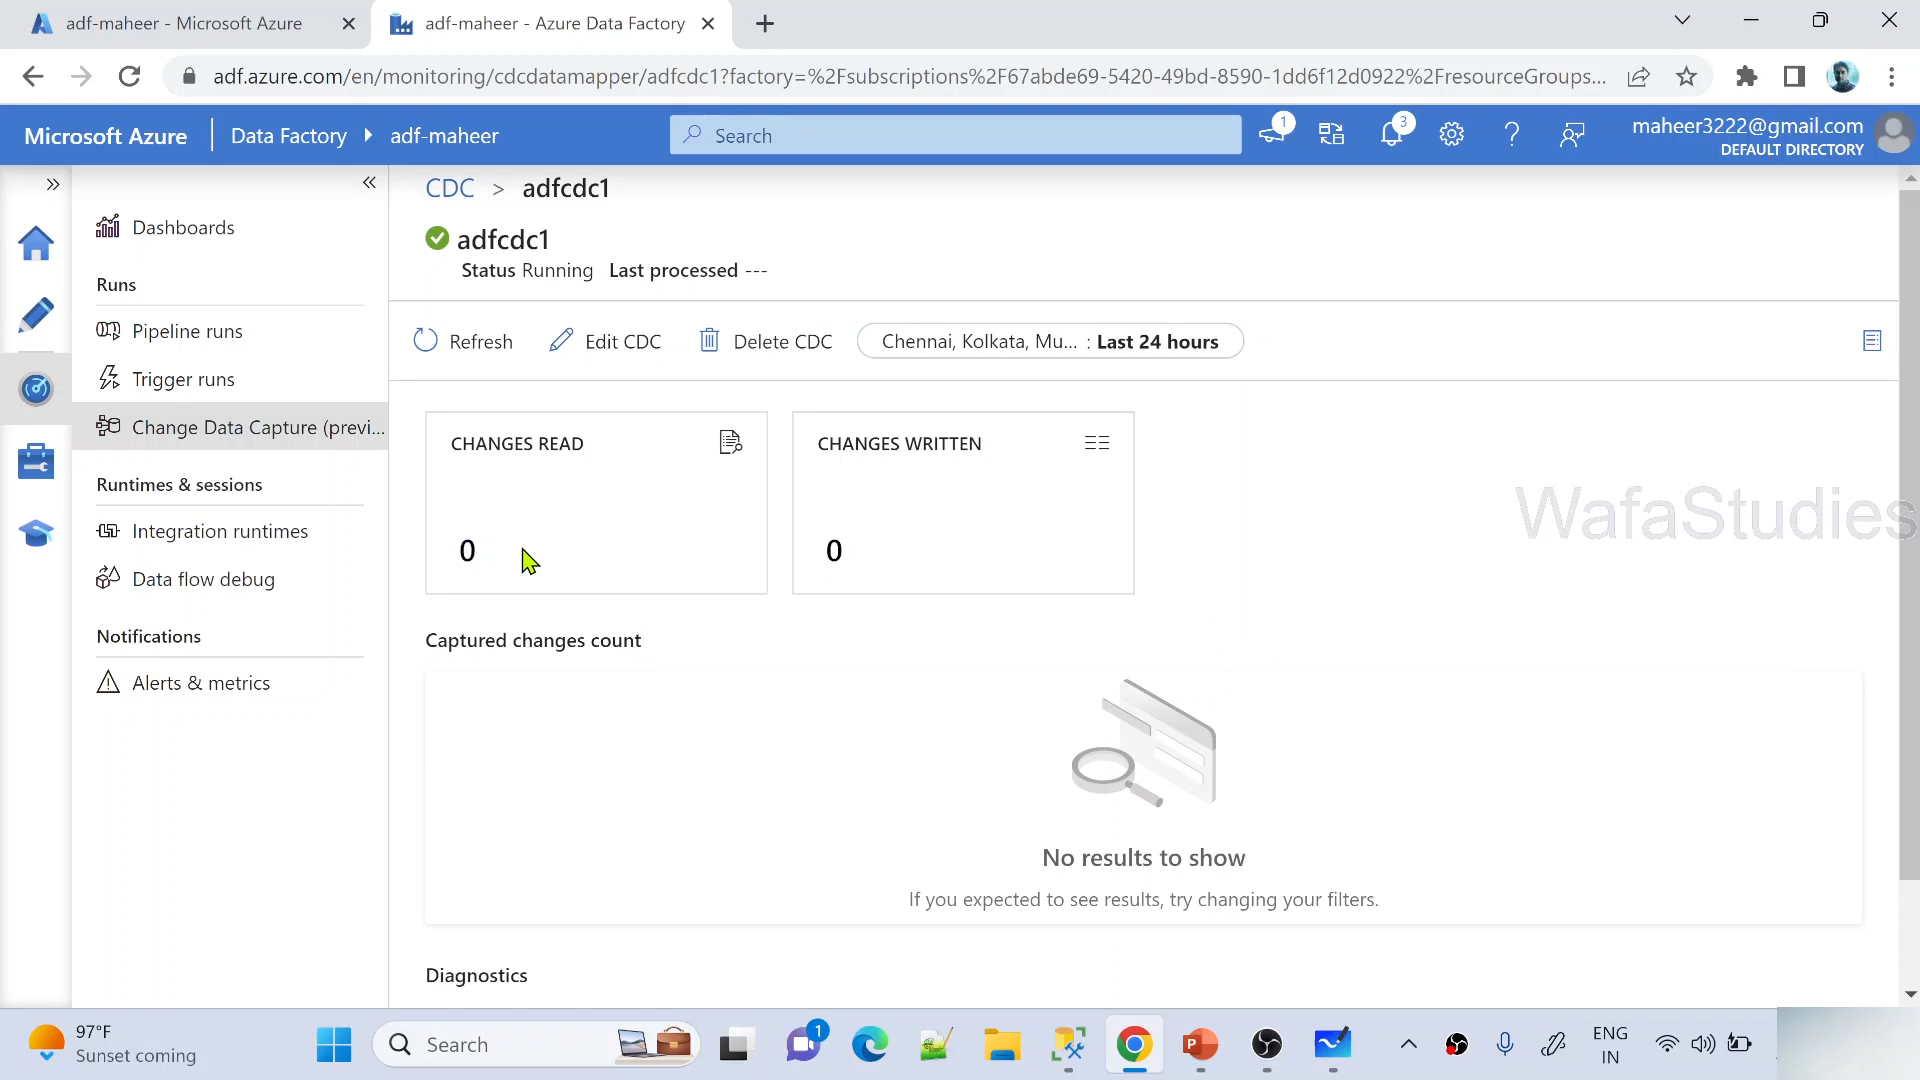 adf-maheer - Microsoft Azure
adf-maheer - Azure Data Factory
adf.azure.com/en/monitoring/cdcdatamapper/adfcdc1?factory=%2Fsubscriptions%2F67abde69-5420-49bd-8590-1dd6f12d0922%2FresourceGroups...
Microsoft Azure
Data Factory
adf-maheer
Search
1
3
maheer3222@gmail.com
DEFAULT DIRECTORY
Dashboards
Runs
Pipeline runs
Trigger runs
Change Data Capture (previ...
Runtimes & sessions
Integration runtimes
Data flow debug
Notifications
Alerts & metrics
CDC > adfcdc1
adfcdc1
Status Running Last processed ---
Refresh
Edit CDC
Delete CDC
Chennai, Kolkata, Mu... : Last 24 hours
CHANGES READ
0
CHANGES WRITTEN
0
WafaStudies
Captured changes count
No results to show
If you expected to see results, try changing your filters.
Diagnostics
97°F
Sunset coming
Search
1
ENG
IN